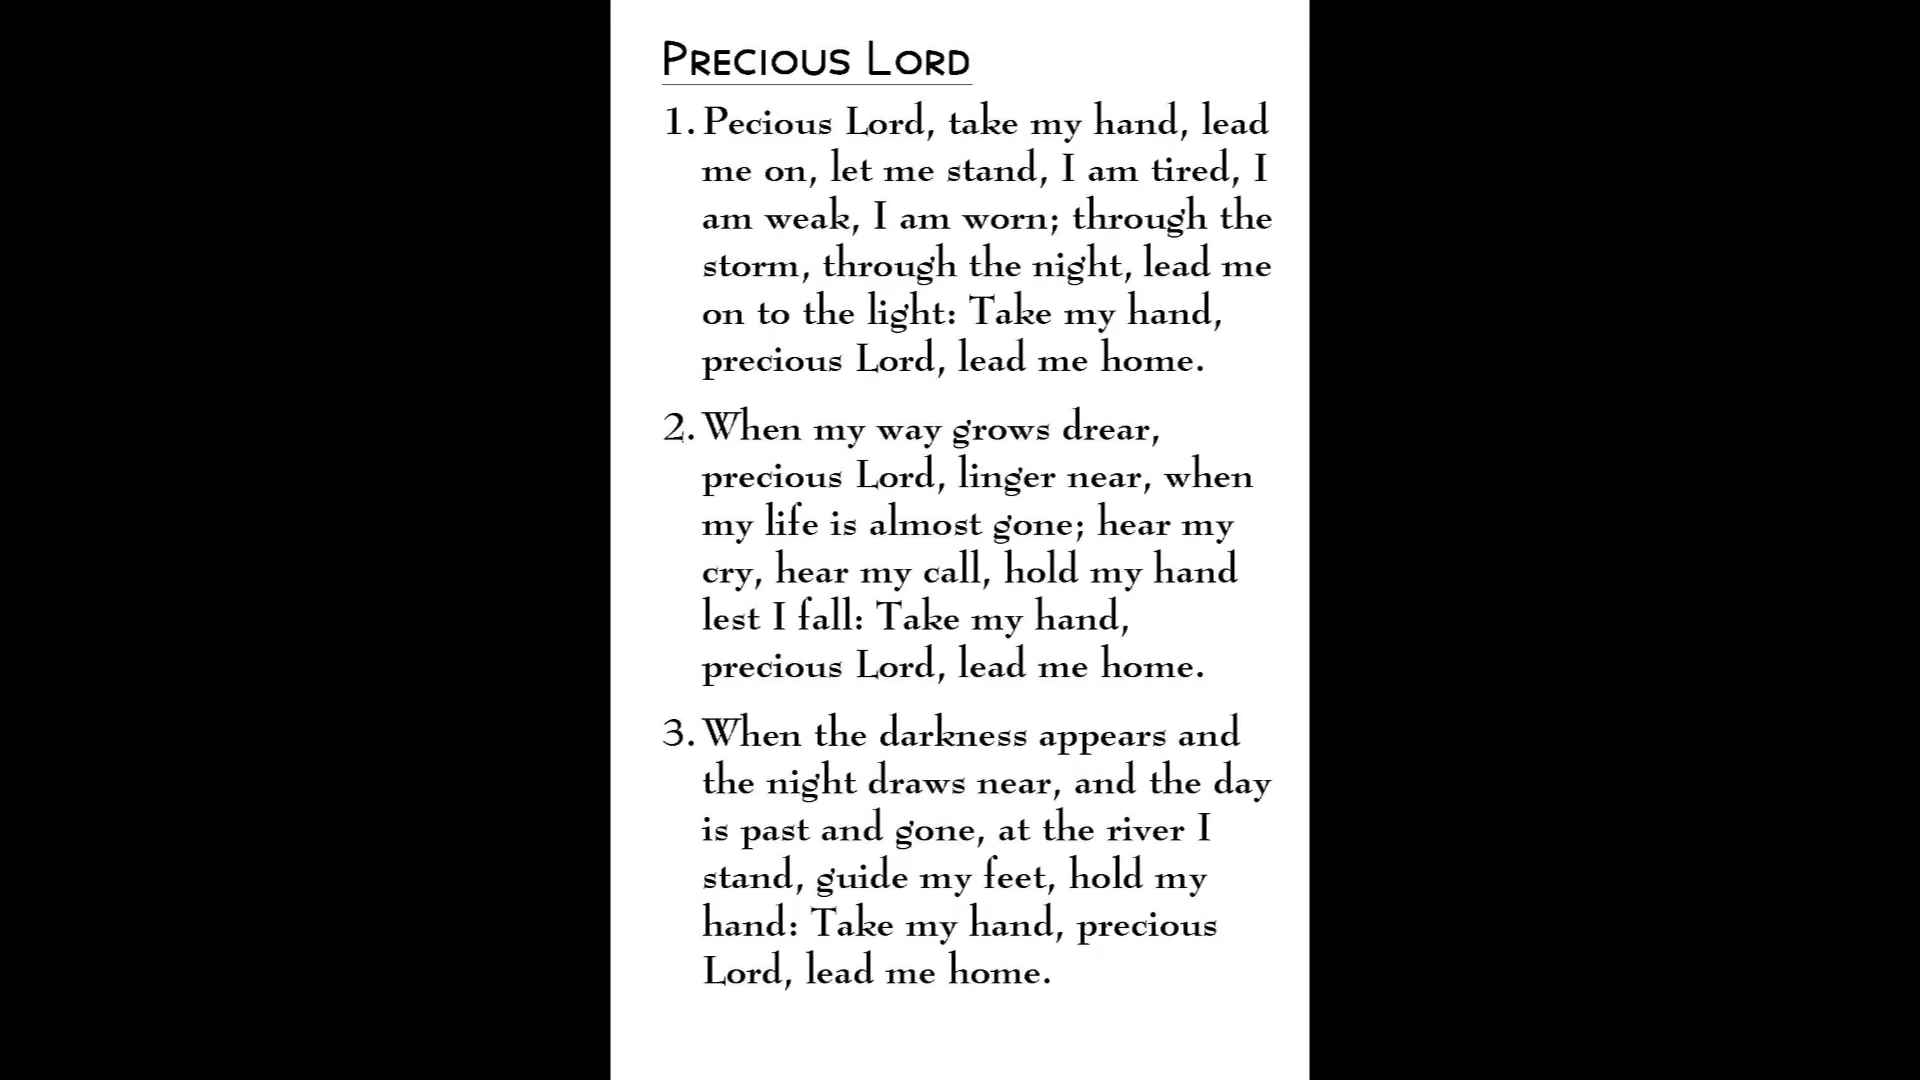 Precious Lord
1. Pecious Lord, take my hand, lead
me on, let me stand, I am tired, I
am weak, I am worn; through the
storm, through the night, lead me
on to the light: Take my hand,
precious Lord, lead me home.
2. When my way grows drear,
precious Lord, linger near, when
my life is almost gone; hear my
cry, hear my call, hold my hand
lest I fall: Take my hand,
precious Lord, lead me home.
3. When the darkness appears and
the night draws near, and the day
is past and gone, at the river I
stand, guide my feet, hold my
hand: Take my hand, precious
Lord, lead me home.